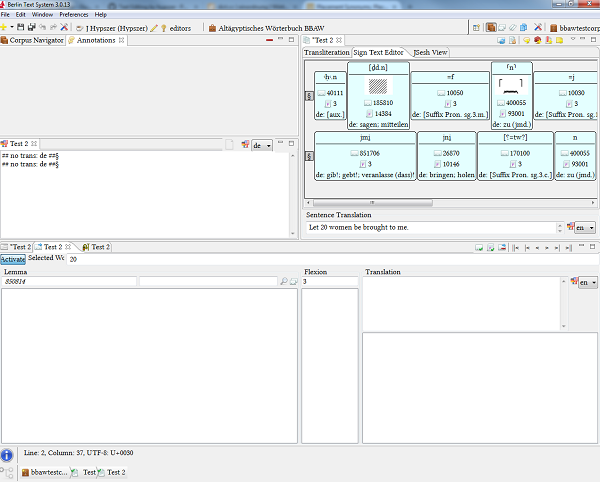 Berlin Text System 3.0.13
File Edit Window Preferences Help
J Hypszer (Hypszer) editors Altägyptisches Wörterbuch BBAW bbawtestcorp
Corpus Navigator Annotations
Test 2 de
## no trans: de ##§
## no trans: de ##§
*Test 2
Transliteration Sign Text Editor JSesh View
[ḏd.n] =f ⸢n⸣ =j
40111 185810 10050 400055 10030
3 14384 3 93001 3
de: [aux.] de: sagen; mitteilen de: [Suffix Pron. sg.3.m.] de: zu (jmd.) de: [Suffix Pron. sg.
§ jmi̯ jni̯ [⸮=tw?] n
851706 26870 170100 400055
3 10146 3 93001
de: gib!; gebt!; veranlasse (dass)! de: bringen; holen de: [Suffix Pron. sg.3.c.] de: zu (jmd.)
Sentence Translation
Let 20 women be brought to me. en
*Test 2 Test 2 Test 2
Activate Selected Wo 20
Lemma Flexion Translation
850814 3 en
Line: 2, Column: 37, UTF-8: U+0030
bbawtestc... Test Test 2